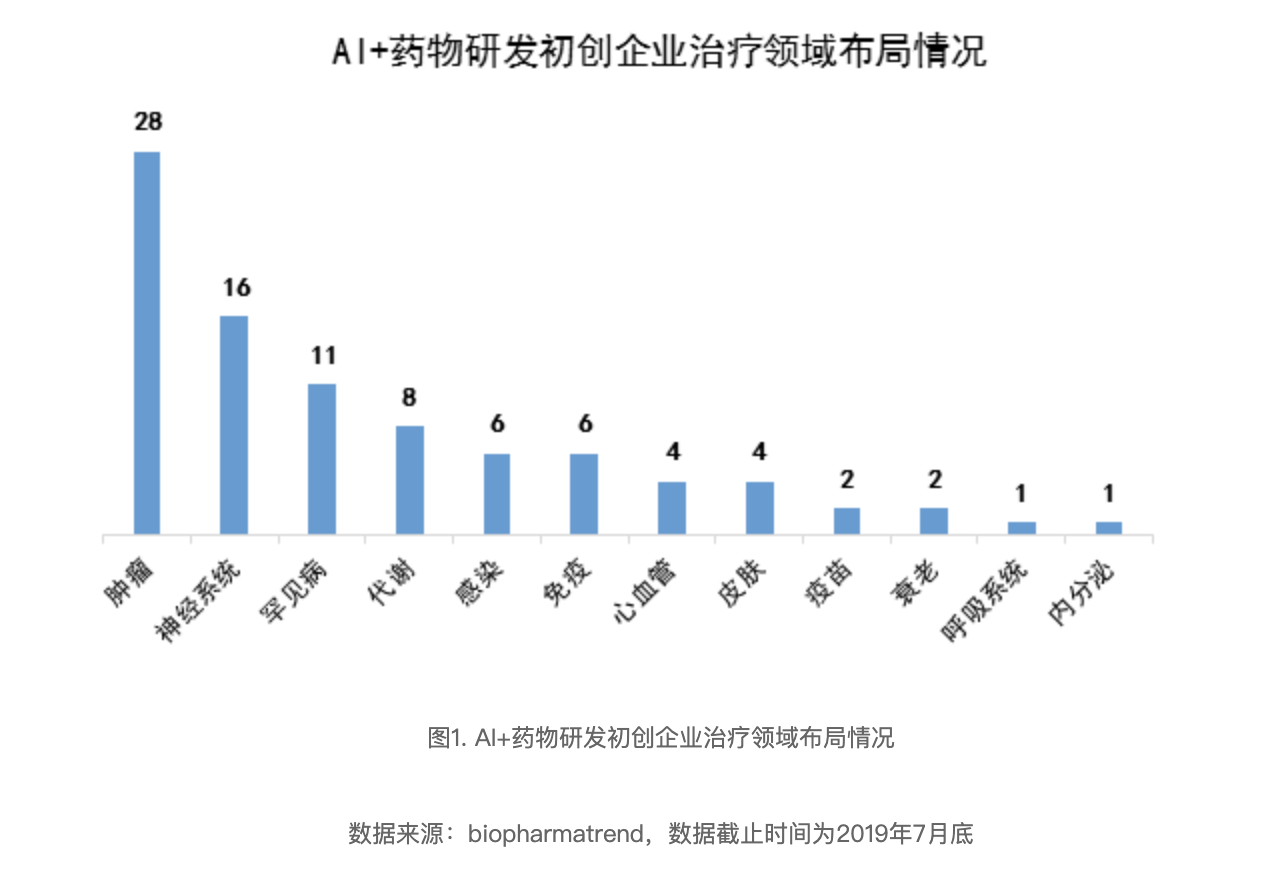 AI+药物研发初创企业治疗领域布局情况
28
16
11
8
6
6
4
4
2
2
1
1
肿瘤
神经系统
罕见病
代谢
感染
免疫
心血管
皮肤
疫苗
衰老
呼吸系统
内分泌
图1. AI+药物研发初创企业治疗领域布局情况
数据来源：biopharmatrend，数据截止时间为2019年7月底